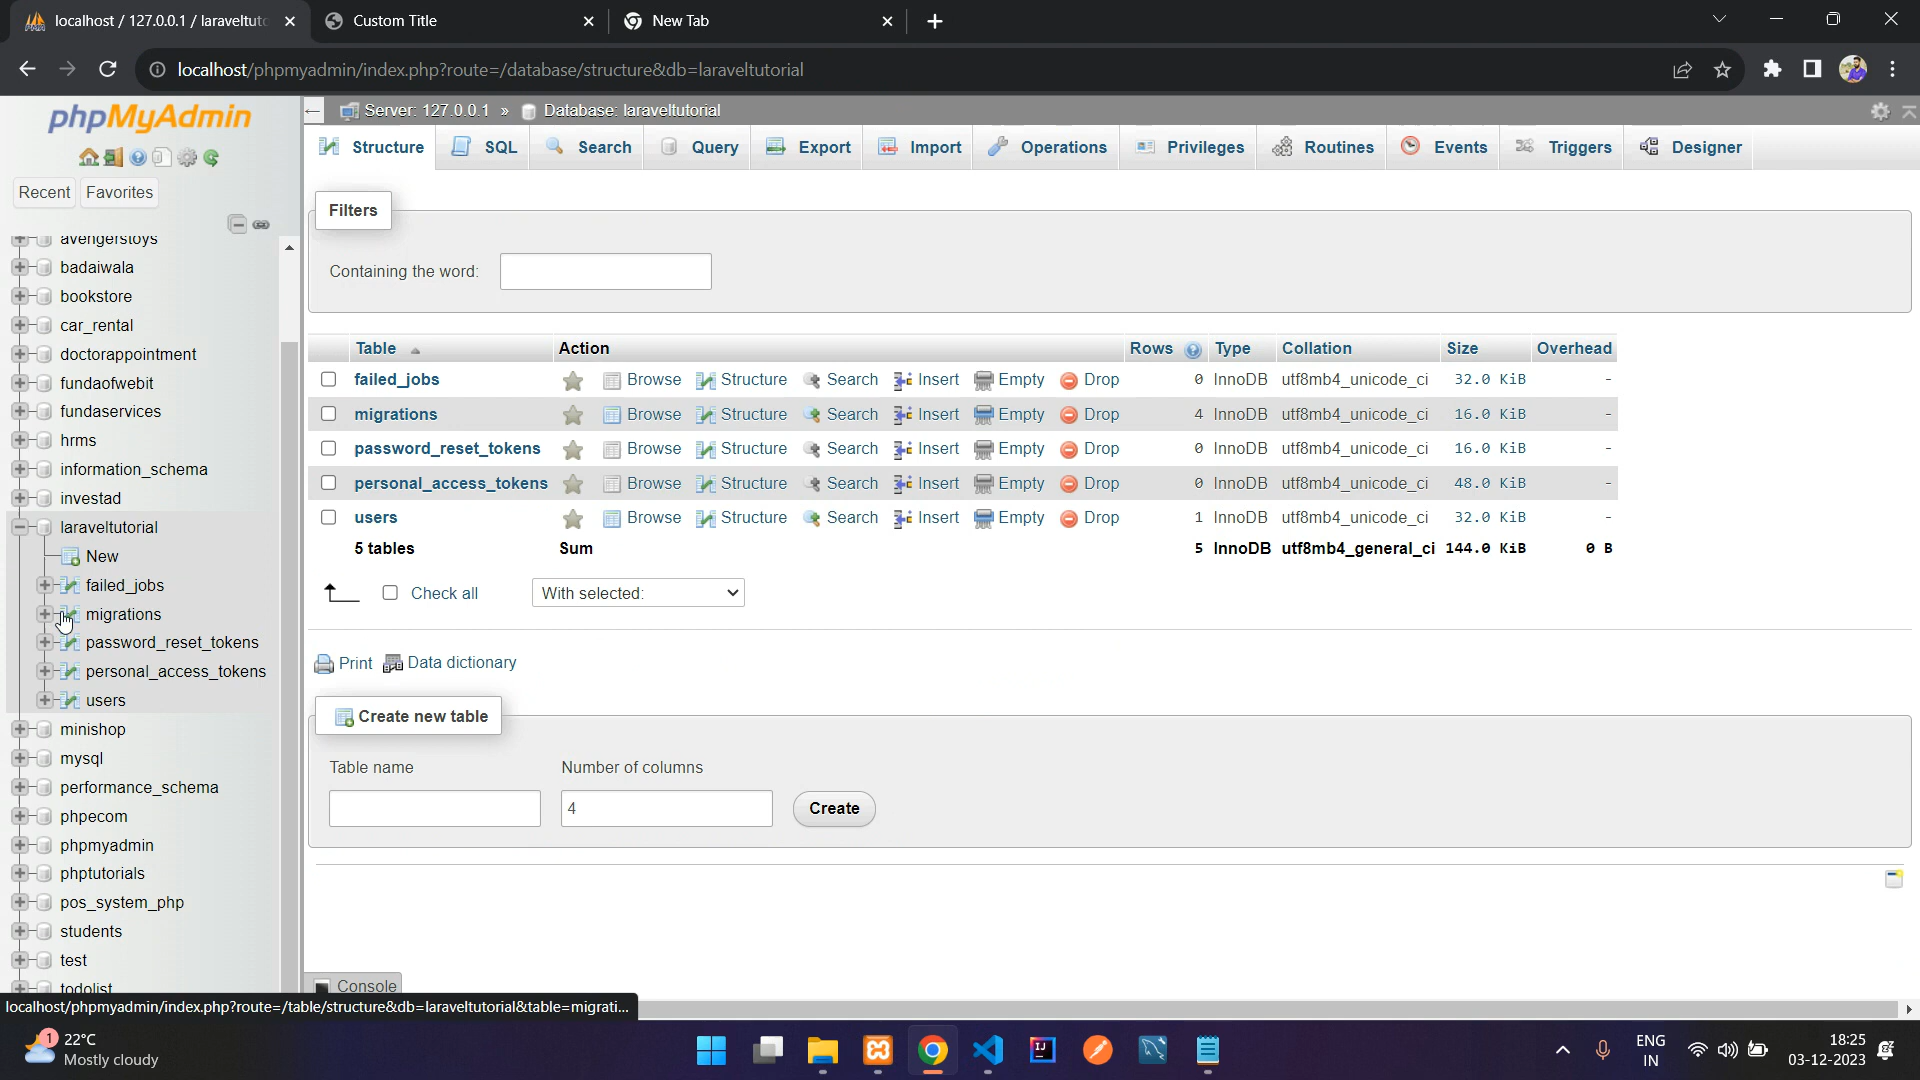 localhost / 127.0.0.1 / laraveltuto
Custom Title
New Tab
localhost/phpmyadmin/index.php?route=/database/structure&db=laraveltutorial
phpMyAdmin
Server: 127.0.0.1 » Database: laraveltutorial
Structure SQL Search Query Export Import Operations Privileges Routines Events Triggers Designer
Recent Favorites
avengerstoys
badaiwala
bookstore
car_rental
doctorappointment
fundaofwebit
fundaservices
hrms
information_schema
investad
laraveltutorial
New
failed_jobs
migrations
password_reset_tokens
personal_access_tokens
users
minishop
mysql
performance_schema
phpecom
phpmyadmin
phptutorials
pos_system_php
students
test
todolist
Filters
Containing the word:
Table Action Rows Type Collation Size Overhead
failed_jobs Browse Structure Search Insert Empty Drop 0 InnoDB utf8mb4_unicode_ci 32.0 KiB -
migrations Browse Structure Search Insert Empty Drop 4 InnoDB utf8mb4_unicode_ci 16.0 KiB -
password_reset_tokens Browse Structure Search Insert Empty Drop 0 InnoDB utf8mb4_unicode_ci 16.0 KiB -
personal_access_tokens Browse Structure Search Insert Empty Drop 0 InnoDB utf8mb4_unicode_ci 48.0 KiB -
users Browse Structure Search Insert Empty Drop 1 InnoDB utf8mb4_unicode_ci 32.0 KiB -
5 tables Sum 5 InnoDB utf8mb4_general_ci 144.0 KiB 0 B
Check all With selected:
Print Data dictionary
Create new table
Table name Number of columns
4 Create
Console
localhost/phpmyadmin/index.php?route=/table/structure&db=laraveltutorial&table=migrati...
1 22°C
Mostly cloudy
ENG
IN
18:25
03-12-2023